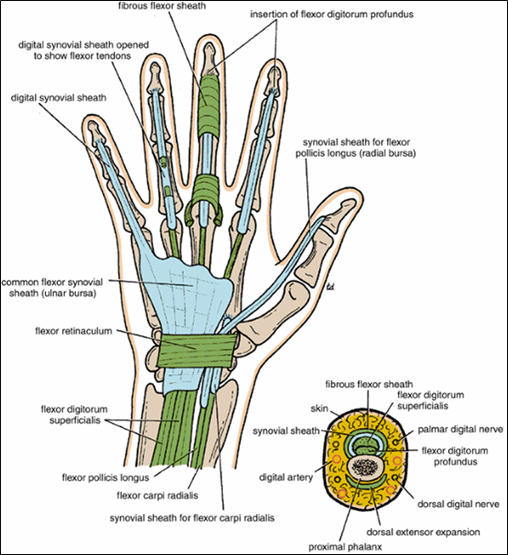 fibrous flexor sheath
insertion of flexor digitorum profundus
digital synovial sheath opened
to show flexor tendons
digital synovial sheath
synovial sheath for flexor
pollicis longus (radial bursa)
common flexor synovial
sheath (ulnar bursa)
flexor retinaculum
flexor digitorum
superficialis
flexor pollicis longus
flexor carpi radialis
synovial sheath for flexor carpi radialis
fibrous flexor sheath
flexor digitorum
superficialis
skin
synovial sheath
palmar digital nerve
flexor digitorum
profundus
digital artery
dorsal digital nerve
dorsal extensor expansion
proximal phalanx